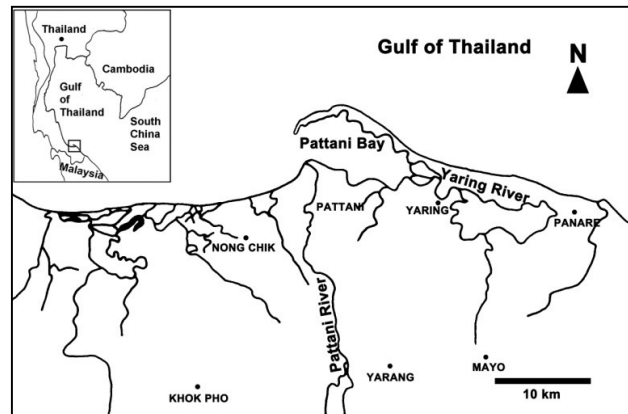 Thailand
Cambodia
Gulf
of
Thailand
South
China
Sea
Malaysia
Gulf of Thailand
N
Pattani Bay
Yaring River
PATTANI
YARING
PANARE
NONG CHIK
Pattani River
KHOK PHO
YARANG
MAYO
10 km